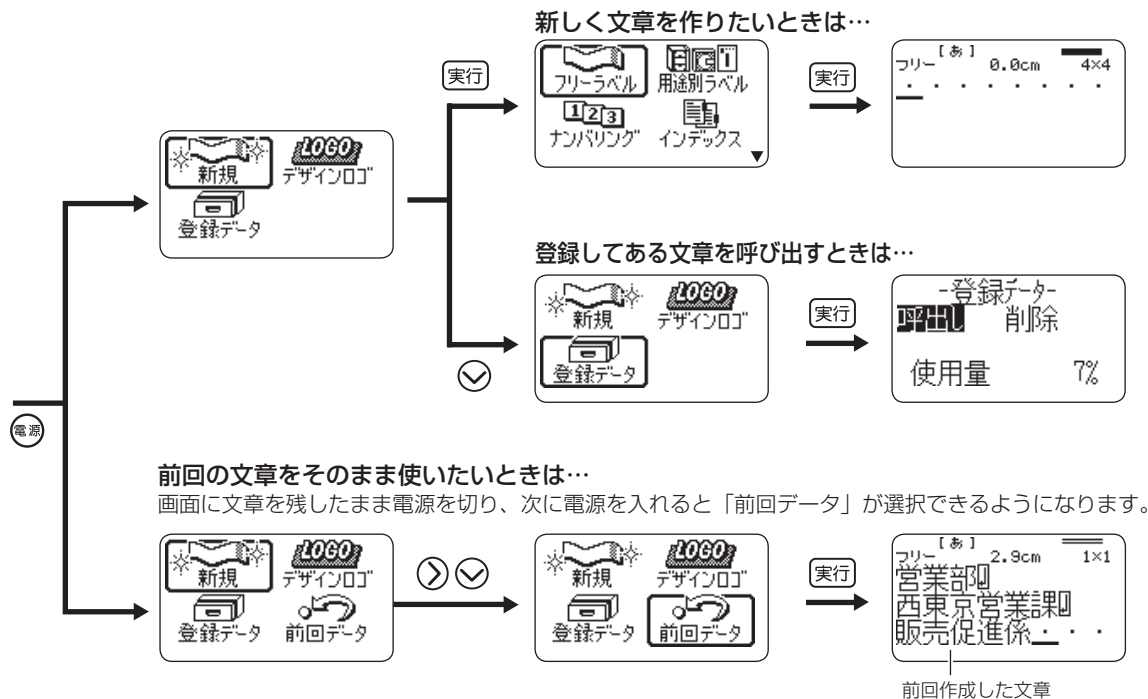 新しく文章を作りたいときは…
実行
フリーラベル 用途別ラベル
123
ナンバリング インデックス
実行
[あ]
フリー 0.0cm 4×4
LOGO
新規 デザインロゴ
登録データ
登録してある文章を呼び出すときは…
LOGO
新規 デザインロゴ
登録データ
実行
-登録データ-
呼出し 削除
使用量 7%
電源
前回の文章をそのまま使いたいときは…
画面に文章を残したまま電源を切り、次に電源を入れると「前回データ」が選択できるようになります。
LOGO
新規 デザインロゴ
登録データ 前回データ
LOGO
新規 デザインロゴ
登録データ 前回データ
実行
[あ]
フリー 2.9cm 1×1
営業部
西東京営業課
販売促進係
前回作成した文章